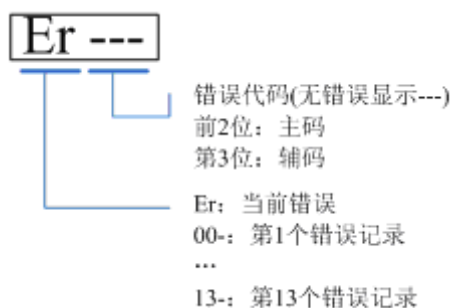 Er ---
错误代码(无错误显示---)
前2位：主码
第3位：辅码
Er：当前错误
00-：第1个错误记录
...
13-：第13个错误记录